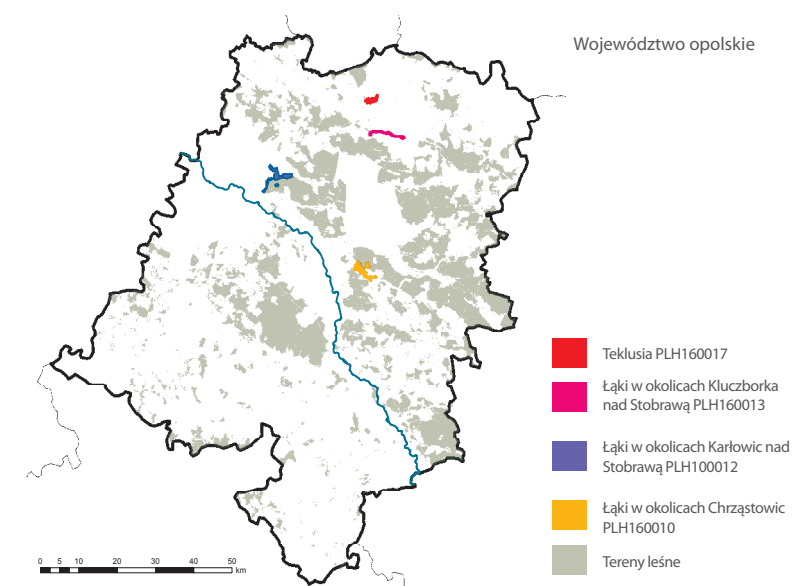 Województwo opolskie
Teklusia PLH160017
Łąki w okolicach Kluczborka
nad Stobrawą PLH160013
Łąki w okolicach Karłowic nad
Stobrawą PLH100012
Łąki w okolicach Chrząstowic
PLH160010
Tereny leśne
0 5 10 20 30 40 50
km